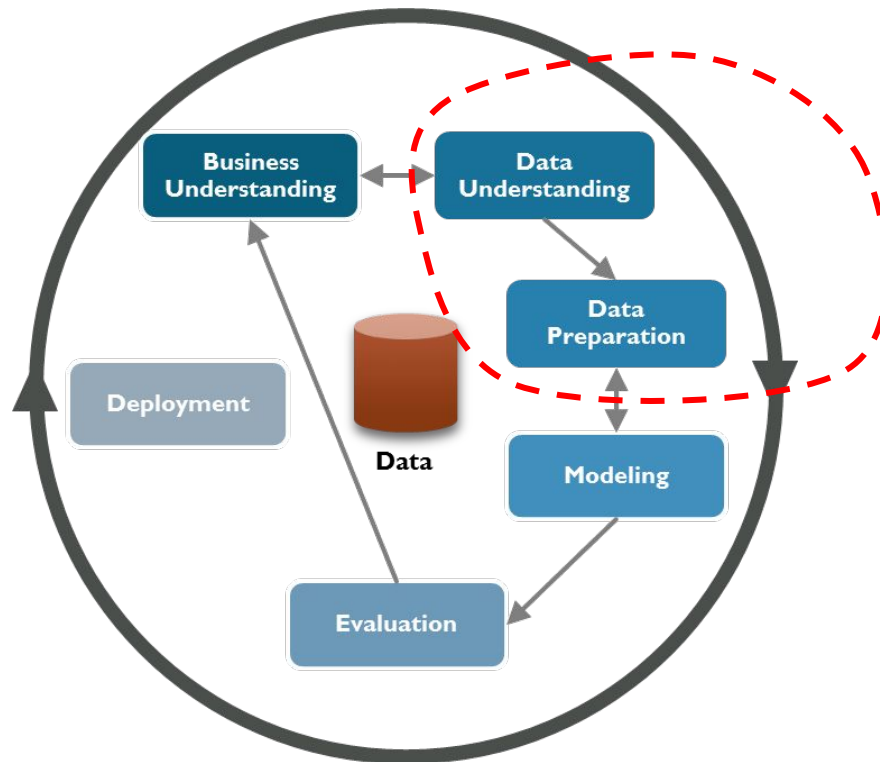 Business
Understanding
Data
Understanding
Data
Preparation
Deployment
Data
Modeling
Evaluation